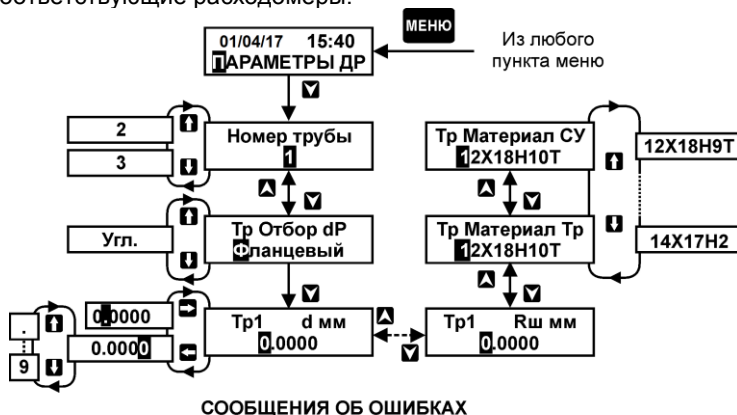 соответствующие расходомеры.
МЕНЮ
01/04/17 15:40
ПАРАМЕТРЫ ДР
Из любого
пункта меню
2
3
Номер трубы
1
Тр Материал СУ
12Х18Н10Т
12Х18Н9Т
Угл.
Тр Отбор dP
Фланцевый
Тр Материал Тр
12Х18Н10Т
14Х17Н2
.
9
0.0000
0.0000
Тр1 d мм
0.0000
Тр1 Rш мм
0.0000
СООБЩЕНИЯ ОБ ОШИБКАХ